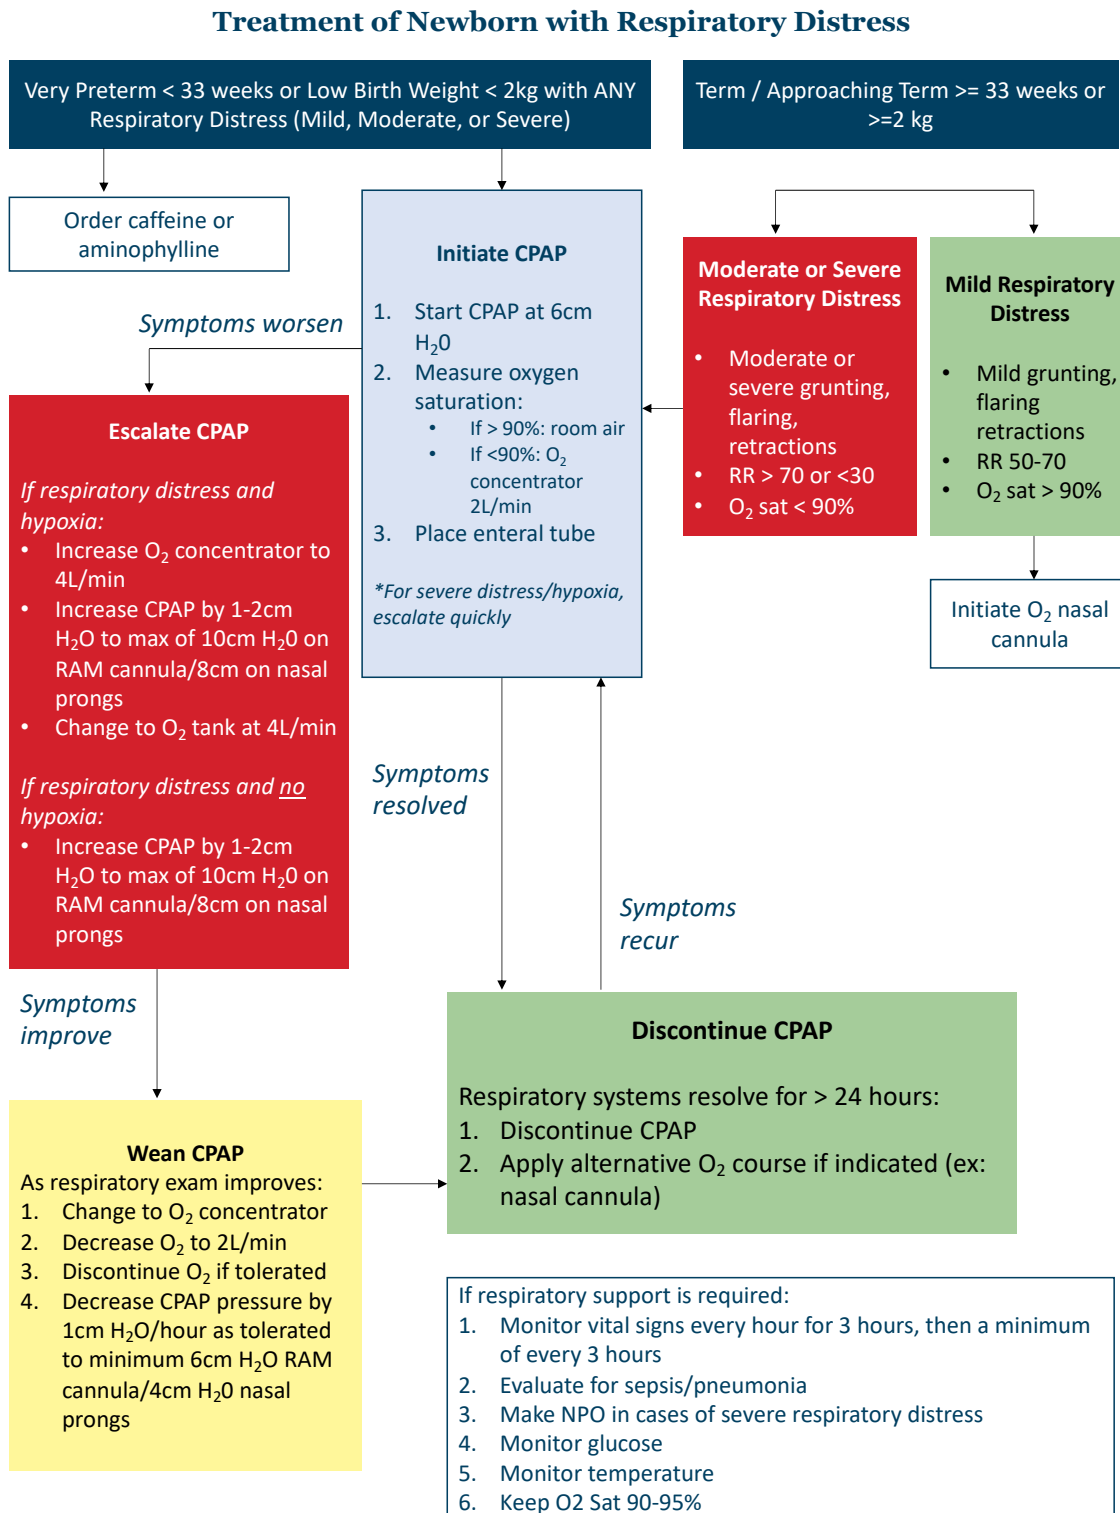 Treatment of Newborn with Respiratory Distress
Very Preterm < 33 weeks or Low Birth Weight < 2kg with ANY
Respiratory Distress (Mild, Moderate, or Severe)
Term / Approaching Term >= 33 weeks or
>=2 kg
Order caffeine or
aminophylline
Initiate CPAP
1. Start CPAP at 6cm
H₂0
2. Measure oxygen
saturation:
• If > 90%: room air
• If <90%: O₂
concentrator
2L/min
3. Place enteral tube
*For severe distress/hypoxia,
escalate quickly
Moderate or Severe
Respiratory Distress
• Moderate or
severe grunting,
flaring,
retractions
• RR > 70 or <30
• O₂ sat < 90%
Mild Respiratory
Distress
• Mild grunting,
flaring
retractions
• RR 50-70
• O₂ sat > 90%
Initiate O₂ nasal
cannula
Symptoms worsen
Escalate CPAP
If respiratory distress and
hypoxia:
• Increase O₂ concentrator to
4L/min
• Increase CPAP by 1-2cm
H₂O to max of 10cm H₂0 on
RAM cannula/8cm on nasal
prongs
• Change to O₂ tank at 4L/min
If respiratory distress and no
hypoxia:
• Increase CPAP by 1-2cm
H₂O to max of 10cm H₂0 on
RAM cannula/8cm on nasal
prongs
Symptoms
resolved
Symptoms
recur
Symptoms
improve
Discontinue CPAP
Respiratory systems resolve for > 24 hours:
1. Discontinue CPAP
2. Apply alternative O₂ course if indicated (ex:
nasal cannula)
Wean CPAP
As respiratory exam improves:
1. Change to O₂ concentrator
2. Decrease O₂ to 2L/min
3. Discontinue O₂ if tolerated
4. Decrease CPAP pressure by
1cm H₂O/hour as tolerated
to minimum 6cm H₂O RAM
cannula/4cm H₂0 nasal
prongs
If respiratory support is required:
1. Monitor vital signs every hour for 3 hours, then a minimum
of every 3 hours
2. Evaluate for sepsis/pneumonia
3. Make NPO in cases of severe respiratory distress
4. Monitor glucose
5. Monitor temperature
6. Keep O2 Sat 90-95%